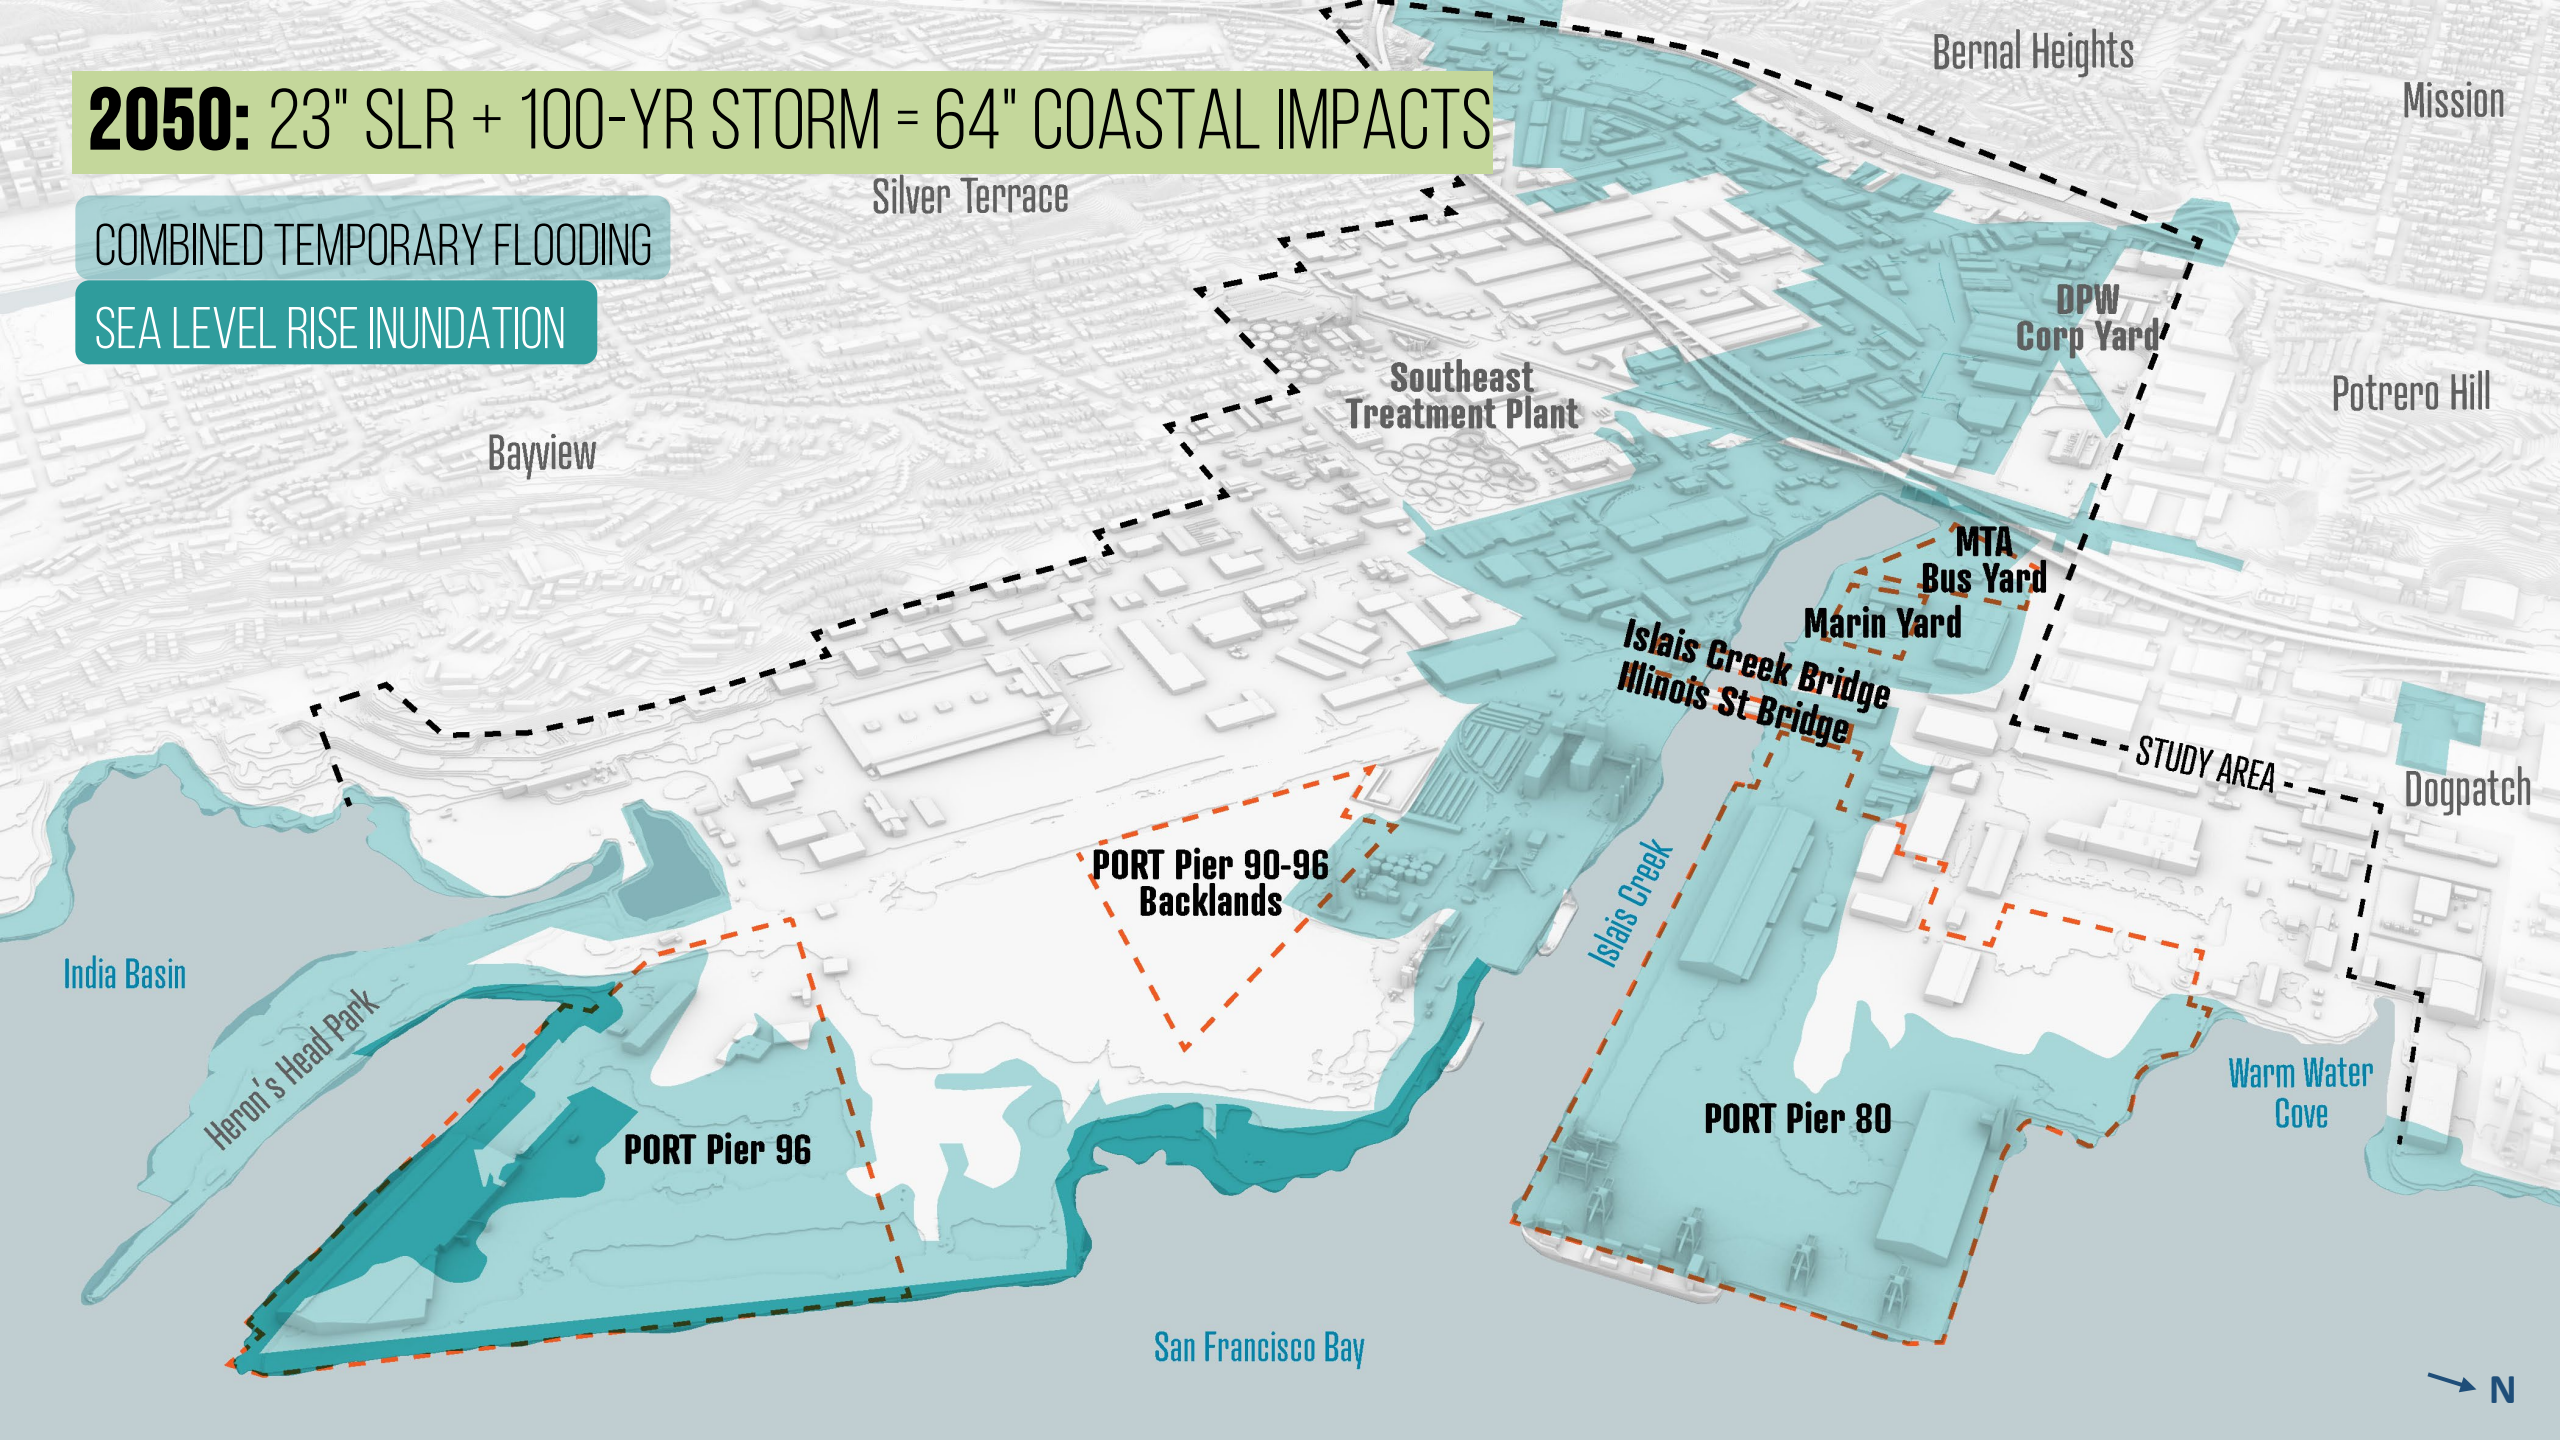 Bernal Heights
Mission
2050: 23" SLR + 100-YR STORM = 64" COASTAL IMPACTS
Silver Terrace
COMBINED TEMPORARY FLOODING
SEA LEVEL RISE INUNDATION
DPW
Corp Yard
Southeast
Treatment Plant
Potrero Hill
Bayview
MTA
Bus Yard
Marin Yard
Islais Creek Bridge
Illinois St Bridge
STUDY AREA
Dogpatch
PORT Pier 90-96
Backlands
Islais Creek
India Basin
Heron's Head Park
Warm Water
Cove
PORT Pier 80
PORT Pier 96
San Francisco Bay
N